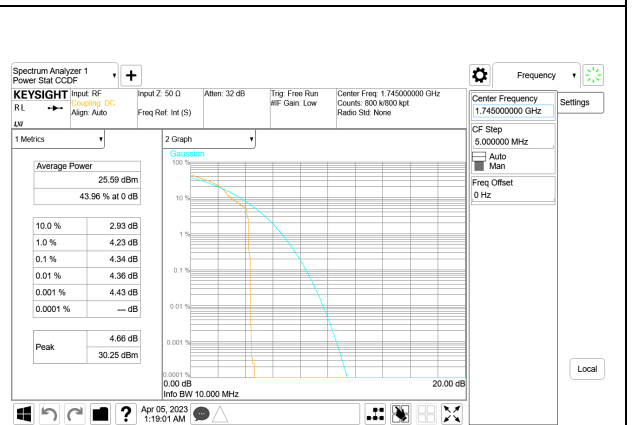 Spectrum Analyzer 1
Power Stat CCDF
Frequency
KEYSIGHT
RL
Input: RF
Coupling: DC
Align: Auto
Input Z: 50 Ω
Freq Ref: Int (S)
Atten: 32 dB
Trig: Free Run
#IF Gain: Low
Center Freq: 1.745000000 GHz
Counts: 800 k/800 kpt
Radio Std: None
Center Frequency
1.745000000 GHz
Settings
CF Step
5.000000 MHz
Auto
Man
Freq Offset
0 Hz
1 Metrics
Average Power
25.59 dBm
43.96 % at 0 dB
10.0 % 2.93 dB
1.0 % 4.23 dB
0.1 % 4.34 dB
0.01 % 4.36 dB
0.001 % 4.43 dB
0.0001 % --- dB
Peak
4.66 dB
30.25 dBm
2 Graph
Gaussian
100 %
10 %
1 %
0.1 %
0.01 %
0.001 %
0.0001 %
0.00 dB 20.00 dB
Info BW 10.000 MHz
Local
?
Apr 05, 2023
1:19:01 AM